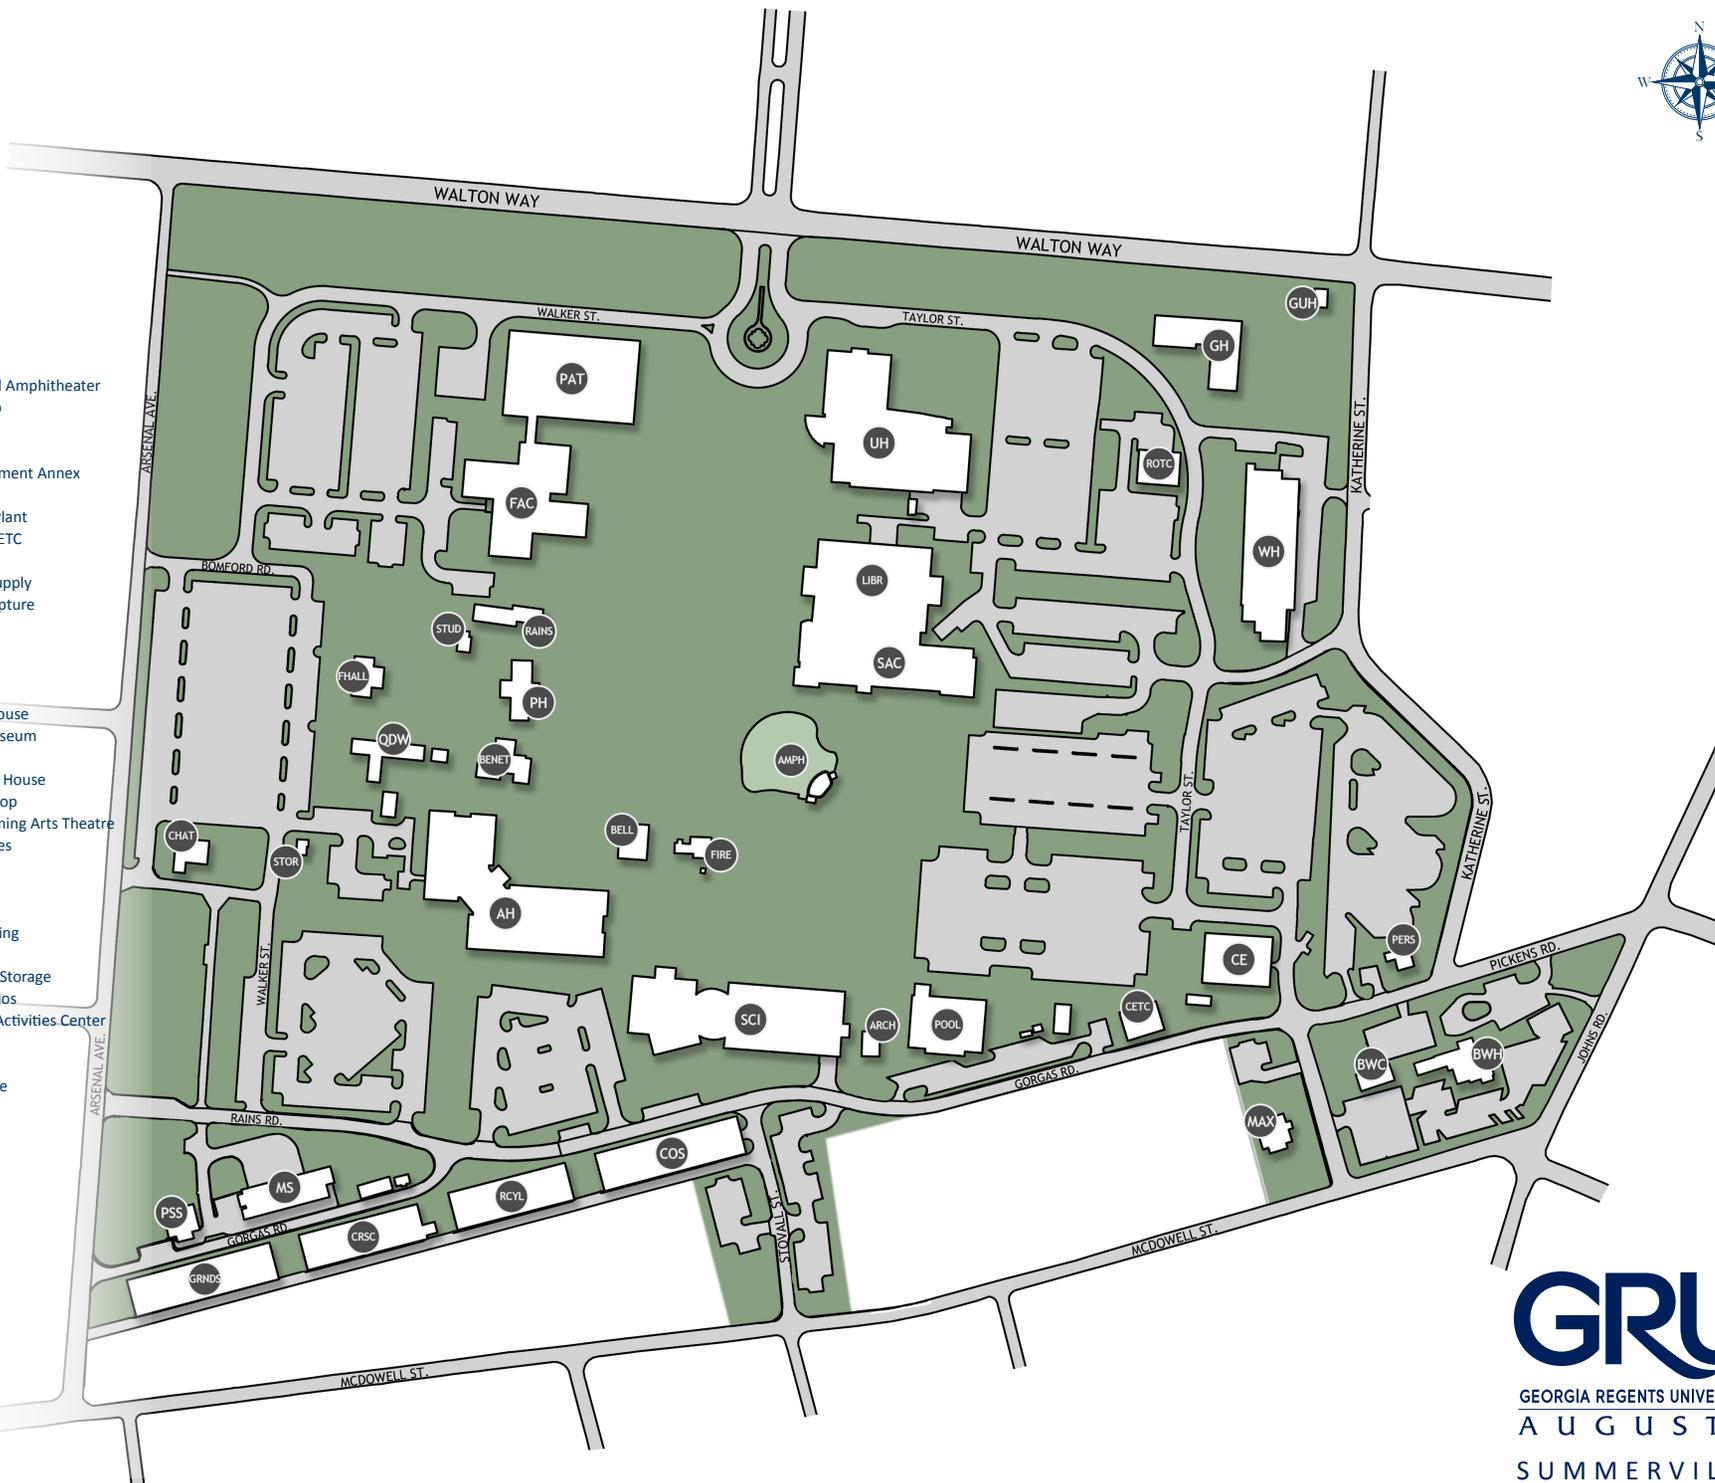 N
W
S
WALTON WAY
WALTON WAY
GUH
WALKER ST.
TAYLOR ST.
GH
PAT
Amphitheater
ARSENAL AVE.
KATHERINE ST.
UH
ROTC
ment Annex
FAC
Plant
ETC
WH
BOMFORD RD.
LIBR
upply
pture
STUD
RAINS
SAC
FHALL
PH
ouse
seum
QDW
BENET
AMPH
House
op
TAYLOR ST.
KATHERINE ST.
ming Arts Theatre
CHAT
BELL
es
STOR
FIRE
AH
ing
PERS
CE
PICKENS RD.
WALKER ST.
Storage
ios
Activities Center
CETC
SCI
ARCH
POOL
JOHNS RD.
BWH
BWC
ARSENAL AVE.
GORGAS RD.
e
RAINS RD.
MAX
COS
MS
RCYL
PSS
GORGAS RD.
CRSC
STOVALL ST.
MCDOWELL ST.
GRNDS
GRU
MCDOWELL ST.
GEORGIA REGENTS UNIVE
AUGUST
SUMMERVIL